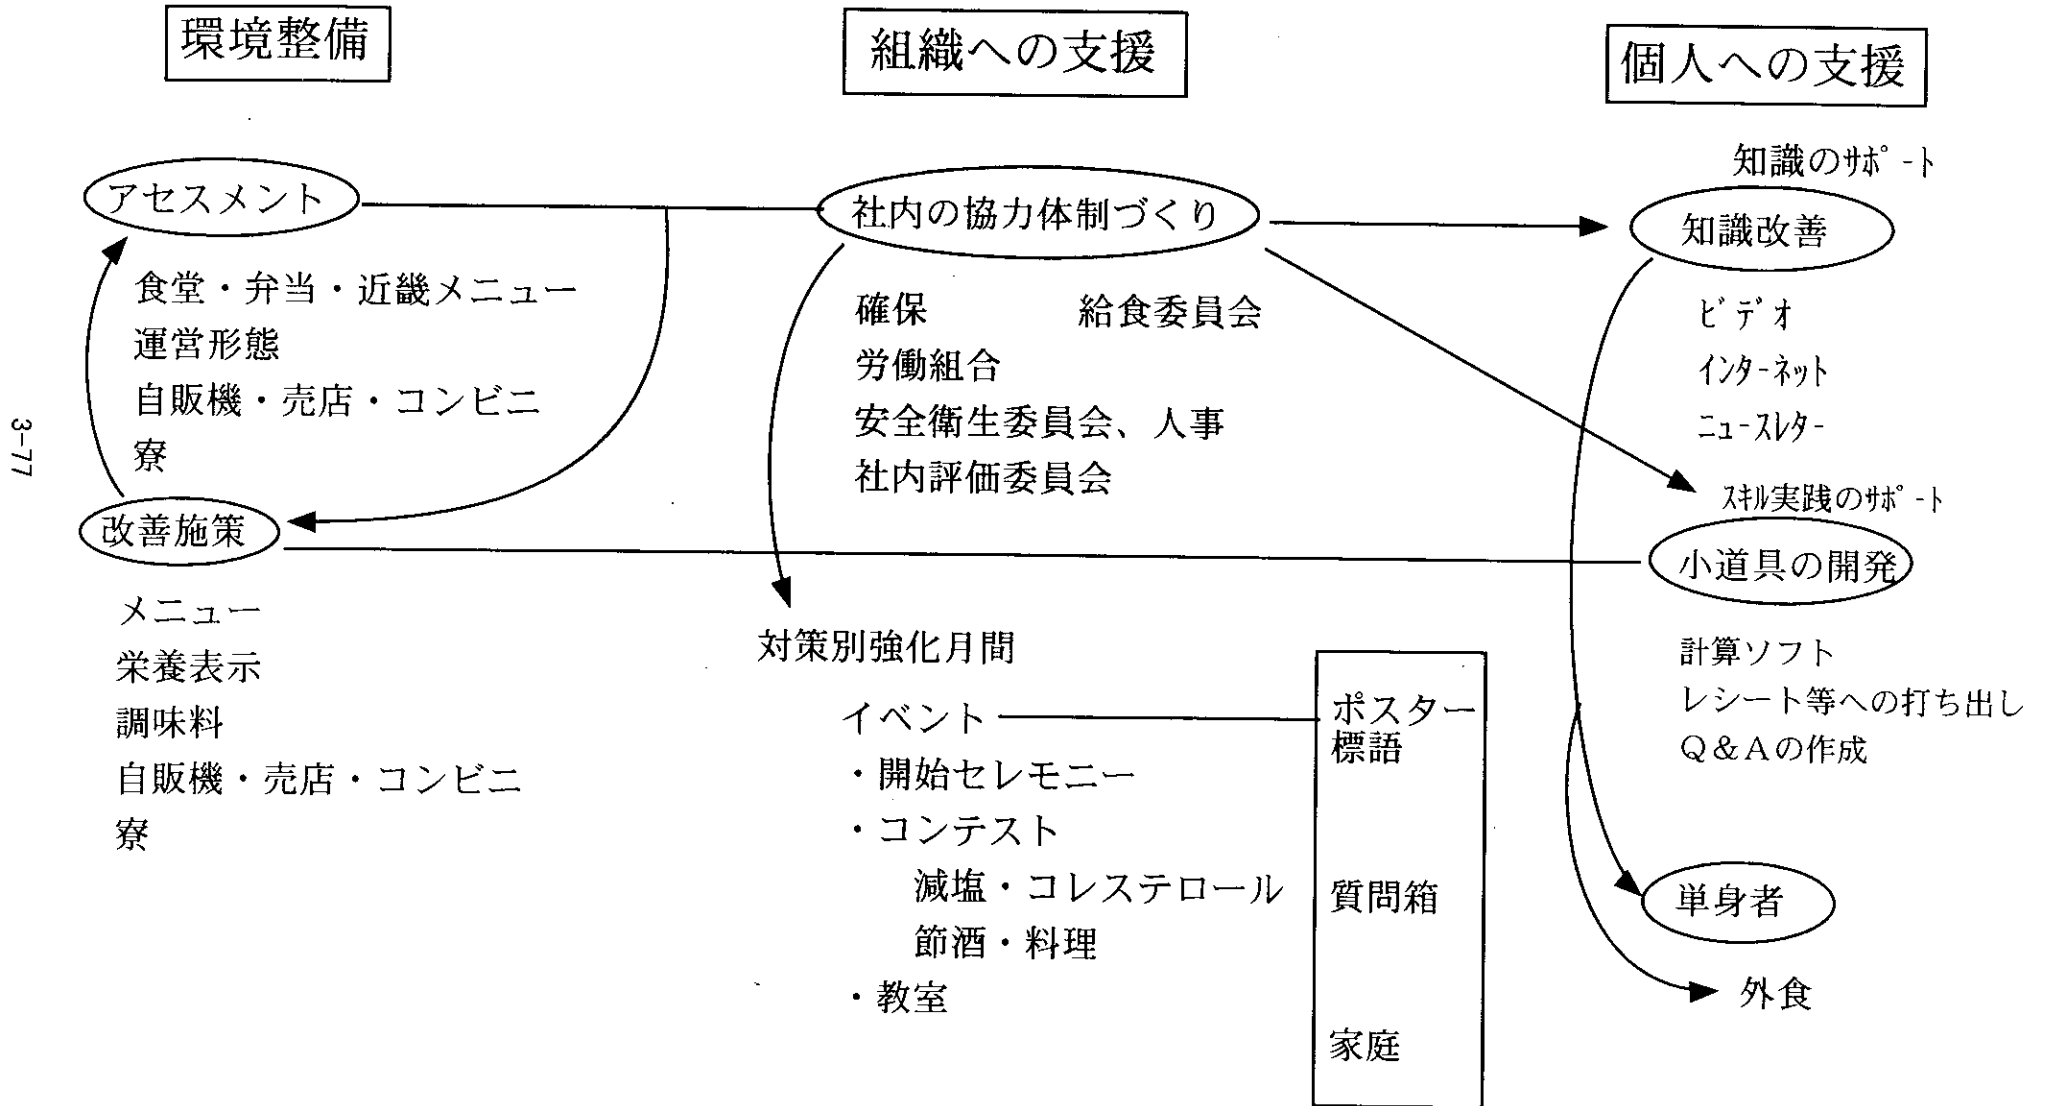 環境整備
アセスメント
食堂・弁当・近畿メニュー
運営形態
自販機・売店・コンビニ
寮
改善施策
メニュー
栄養表示
調味料
自販機・売店・コンビニ
寮
組織への支援
社内の協力体制づくり
確保 給食委員会
労働組合
安全衛生委員会、人事
社内評価委員会
対策別強化月間
イベント
・開始セレモニー
・コンテスト
減塩・コレステロール
節酒・料理
・教室
ポスター
標語
質問箱
家庭
個人への支援
知識のｻﾎﾟｰﾄ
知識改善
ﾋﾞﾃﾞｵ
ｲﾝﾀｰﾈｯﾄ
ﾆｭｰｽﾚﾀｰ
ｽｷﾙ実践のｻﾎﾟｰﾄ
小道具の開発
計算ソフト
レシート等への打ち出し
Ｑ＆Ａの作成
単身者
外食
3-77